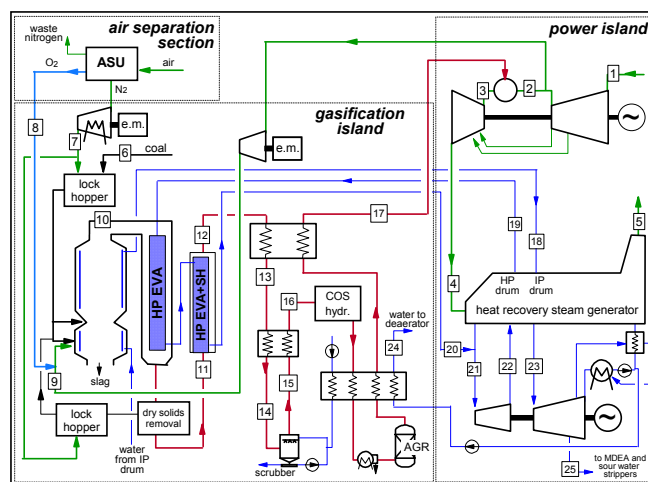 waste
nitrogen
air separation
section
O2
ASU
air
N2
power island
1
2
3
8
7
e.m.
6
coal
lock
hopper
gasification
island
e.m.
10
12
17
19
18
5
4
HP
drum
IP
drum
heat recovery steam generator
HP EVA
HP EVA+SH
13
16
COS
hydr.
water to
deaerator
24
20
21
22
23
11
9
slag
15
14
lock
hopper
dry solids
removal
water
from IP
drum
scrubber
AGR
25
to MDEA and
sour water
strippers